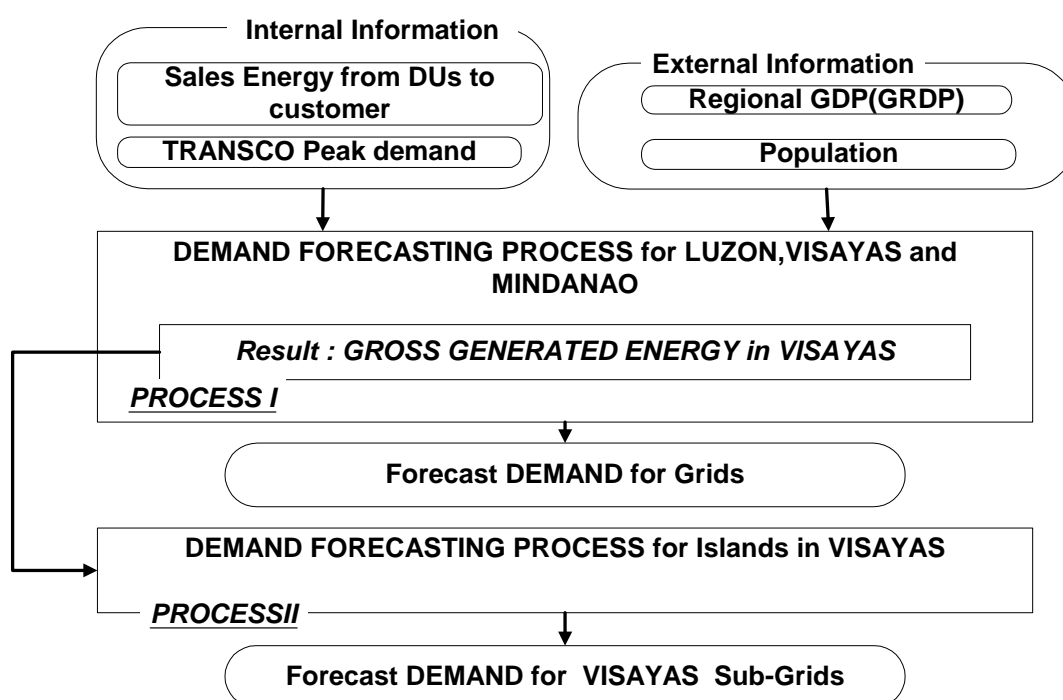 Internal Information
Sales Energy from DUs to
customer
TRANSCO Peak demand
External Information
Regional GDP(GRDP)
Population
DEMAND FORECASTING PROCESS for LUZON,VISAYAS and
MINDANAO
Result : GROSS GENERATED ENERGY in VISAYAS
PROCESS I
Forecast DEMAND for Grids
DEMAND FORECASTING PROCESS for Islands in VISAYAS
PROCESSII
Forecast DEMAND for VISAYAS Sub-Grids